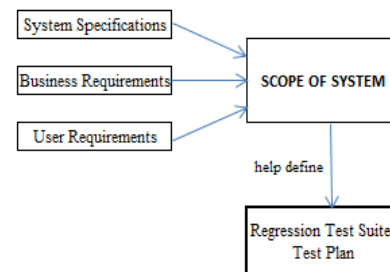 System Specifications
Business Requirements
SCOPE OF SYSTEM
User Requirements
help define
Regression Test Suite
Test Plan